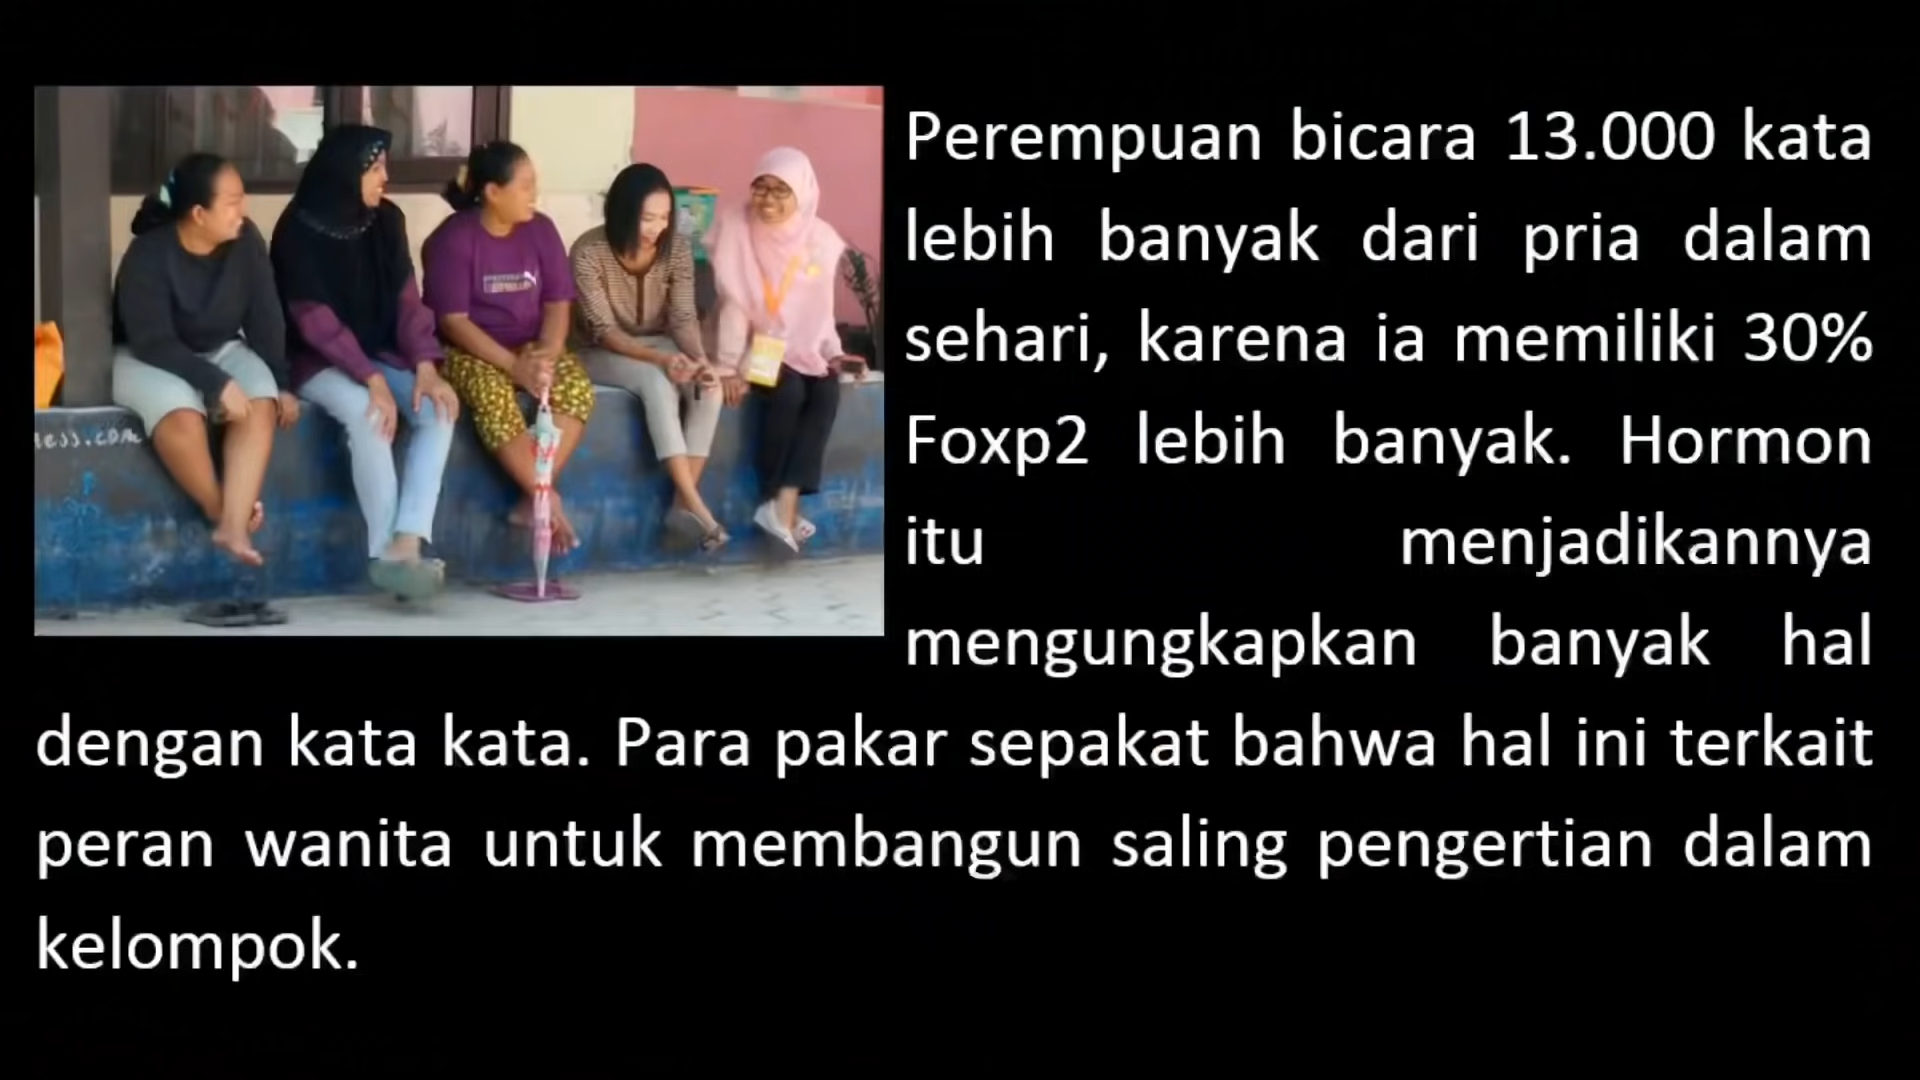 Perempuan bicara 13.000 kata
lebih banyak dari pria dalam
sehari, karena ia memiliki 30%
Foxp2 lebih banyak. Hormon
itu menjadikannya
mengungkapkan banyak hal
dengan kata kata. Para pakar sepakat bahwa hal ini terkait
peran wanita untuk membangun saling pengertian dalam
kelompok.
ess.com